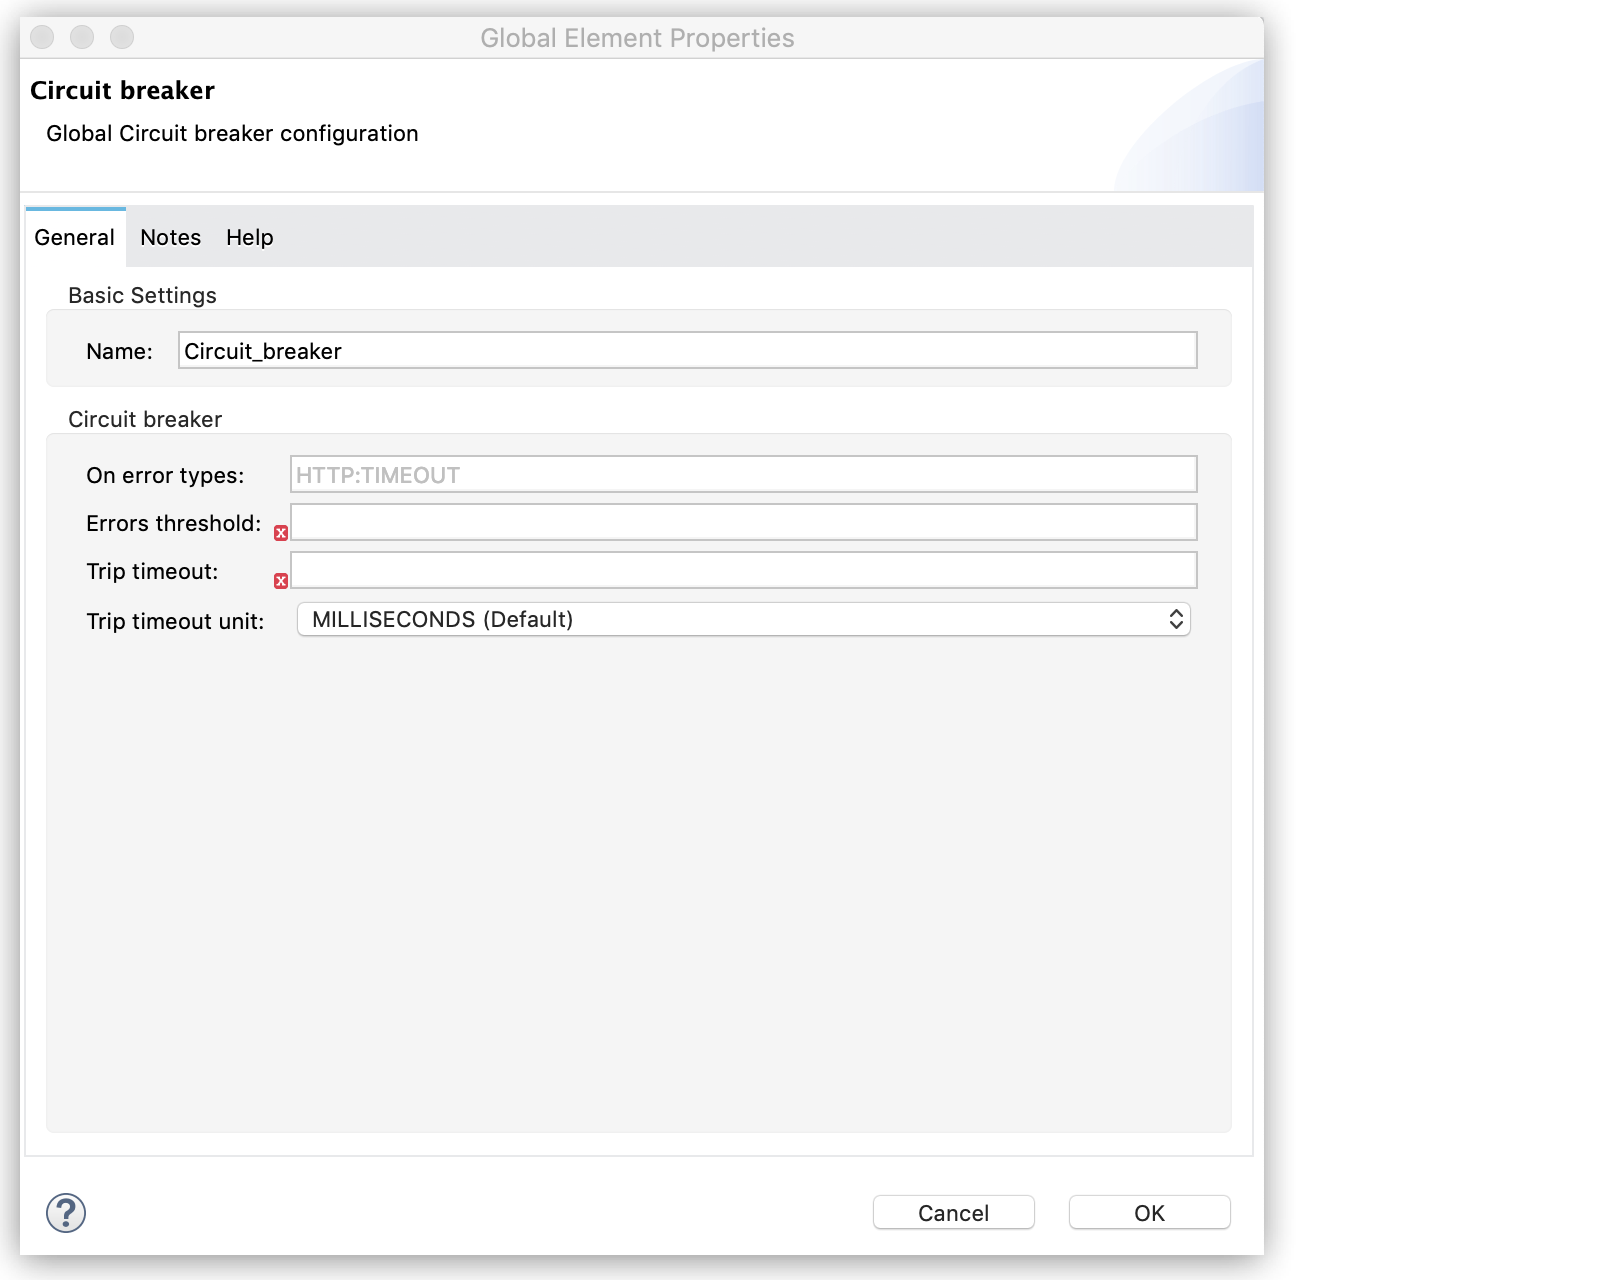 Global Element Properties
Circuit breaker
Global Circuit breaker configuration
General Notes Help
Basic Settings
Name: Circuit_breaker
Circuit breaker
On error types: HTTP:TIMEOUT
Errors threshold:
Trip timeout:
Trip timeout unit: MILLISECONDS (Default)
? Cancel OK